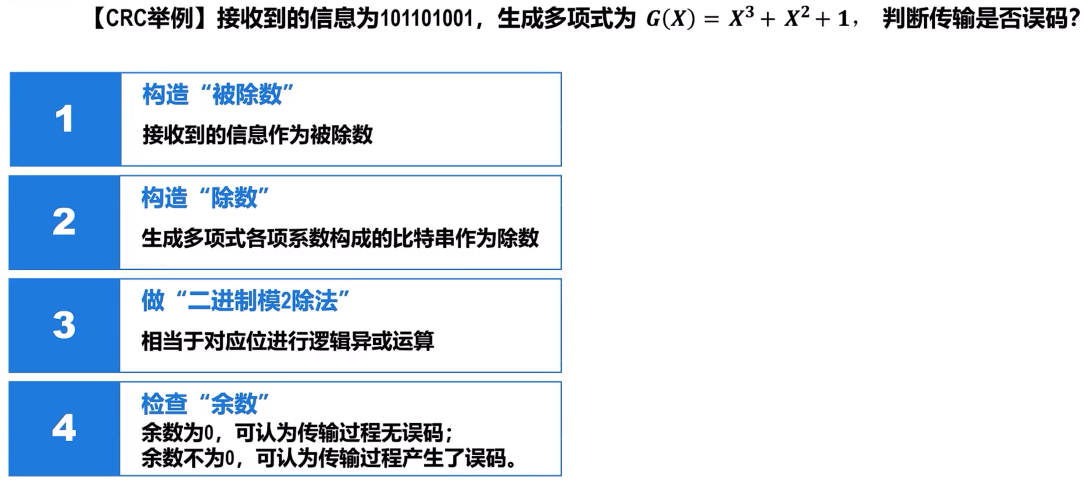 【CRC举例】接收到的信息为101101001，生成多项式为 G(X) = X³ + X² + 1， 判断传输是否误码？
1
构造“被除数”
接收到的信息作为被除数
2
构造“除数”
生成多项式各项系数构成的比特串作为除数
3
做“二进制模2除法”
相当于对应位进行逻辑异或运算
4
检查“余数”
余数为0，可认为传输过程无误码；
余数不为0，可认为传输过程产生了误码。